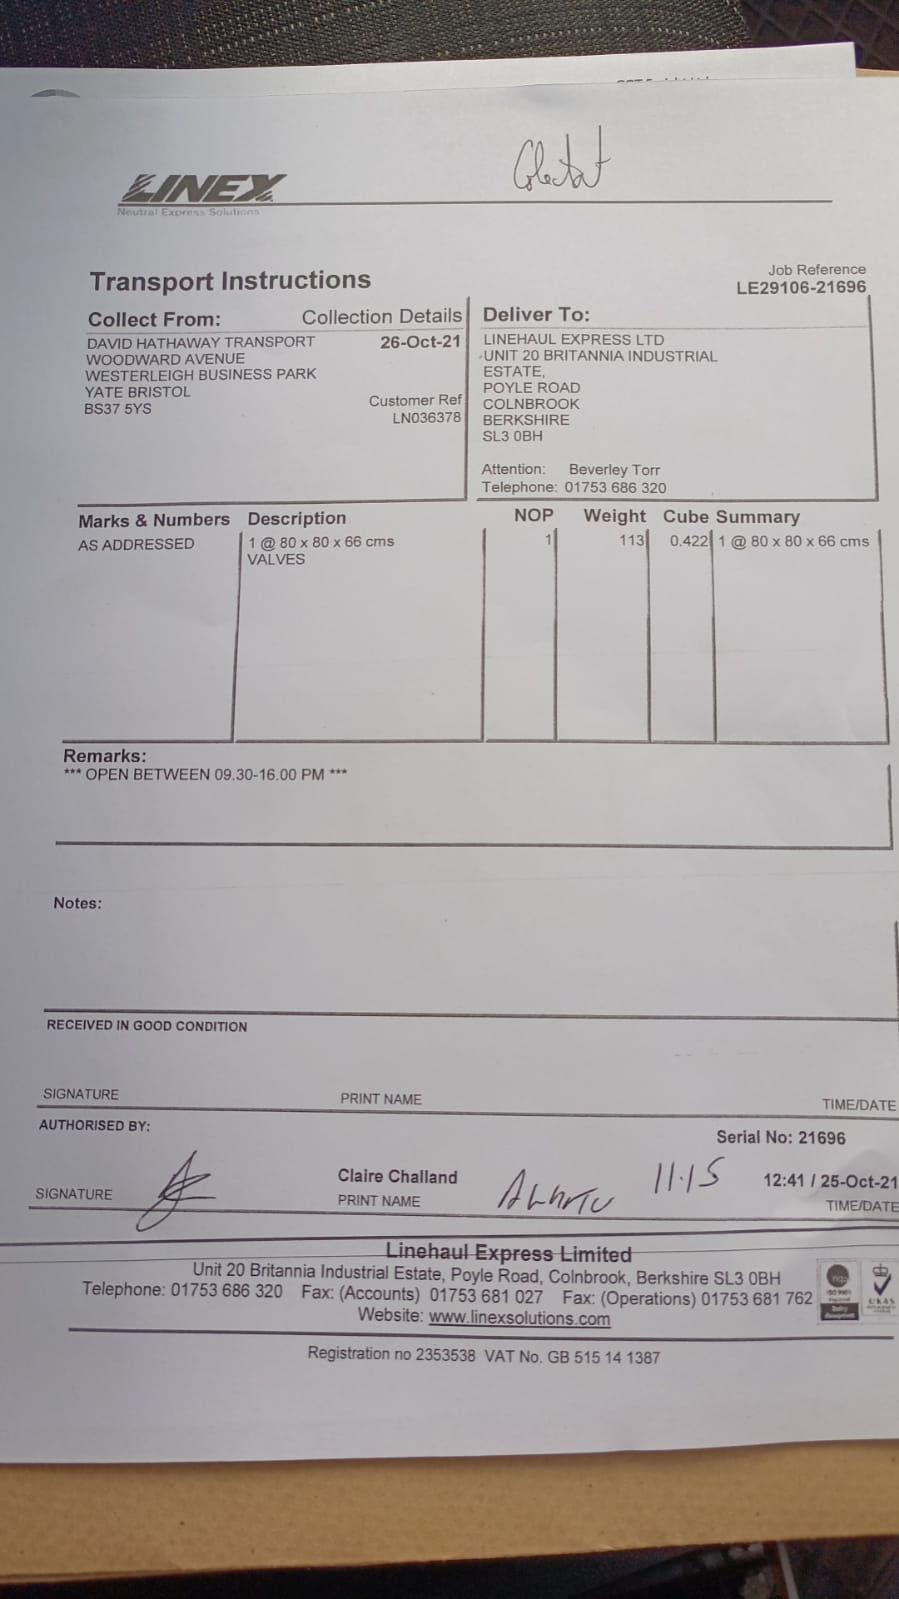 LINEX
Neutral Express Solutions
Transport Instructions
Job Reference
LE29106-21696
Collect From: Collection Details
DAVID HATHAWAY TRANSPORT 26-Oct-21
WOODWARD AVENUE
WESTERLEIGH BUSINESS PARK
YATE BRISTOL
BS37 5YS
Customer Ref
LN036378
Deliver To:
LINEHAUL EXPRESS LTD
UNIT 20 BRITANNIA INDUSTRIAL
ESTATE,
POYLE ROAD
COLNBROOK
BERKSHIRE
SL3 0BH
Attention: Beverley Torr
Telephone: 01753 686 320
Marks & Numbers Description NOP Weight Cube Summary
AS ADDRESSED 1 @ 80 x 80 x 66 cms 1 113 0.422 1 @ 80 x 80 x 66 cms
VALVES
Remarks:
*** OPEN BETWEEN 09.30-16.00 PM ***
Notes:
RECEIVED IN GOOD CONDITION
SIGNATURE PRINT NAME TIME/DATE
AUTHORISED BY:
Serial No: 21696
Claire Challand 11.15 12:41 / 25-Oct-21
SIGNATURE PRINT NAME TIME/DATE
Linehaul Express Limited
Unit 20 Britannia Industrial Estate, Poyle Road, Colnbrook, Berkshire SL3 0BH
Telephone: 01753 686 320 Fax: (Accounts) 01753 681 027 Fax: (Operations) 01753 681 762
Website: www.linexsolutions.com
UKAS
Registration no 2353538 VAT No. GB 515 14 1387